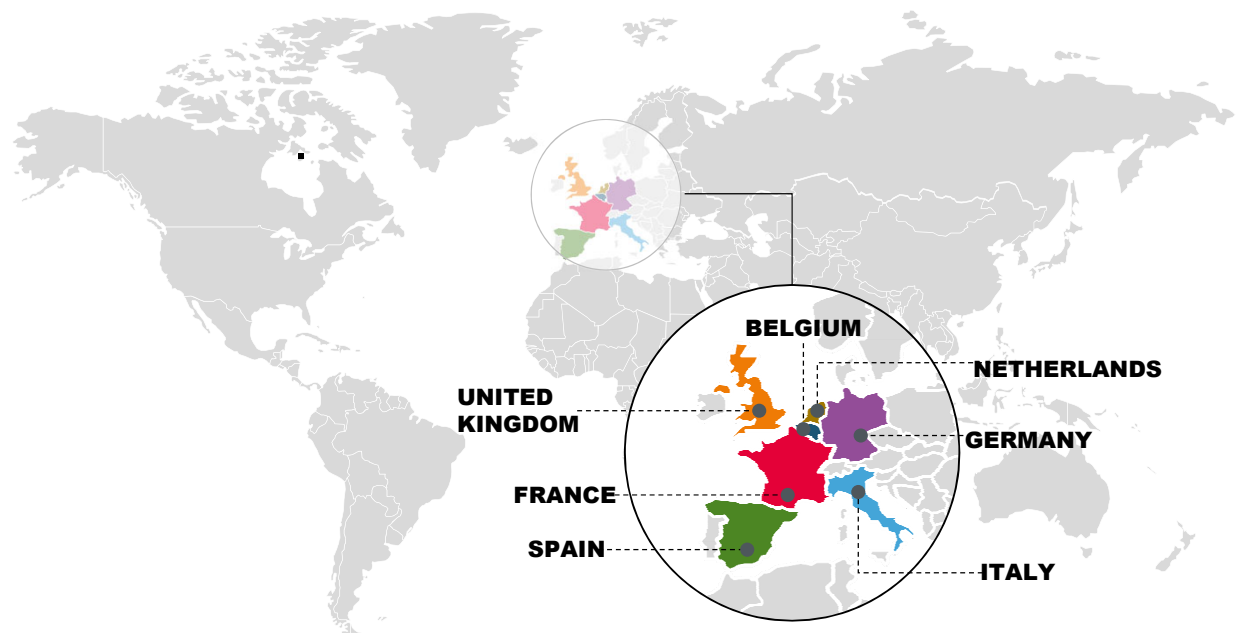 BELGIUM
NETHERLANDS
UNITED
KINGDOM
GERMANY
FRANCE
SPAIN
ITALY